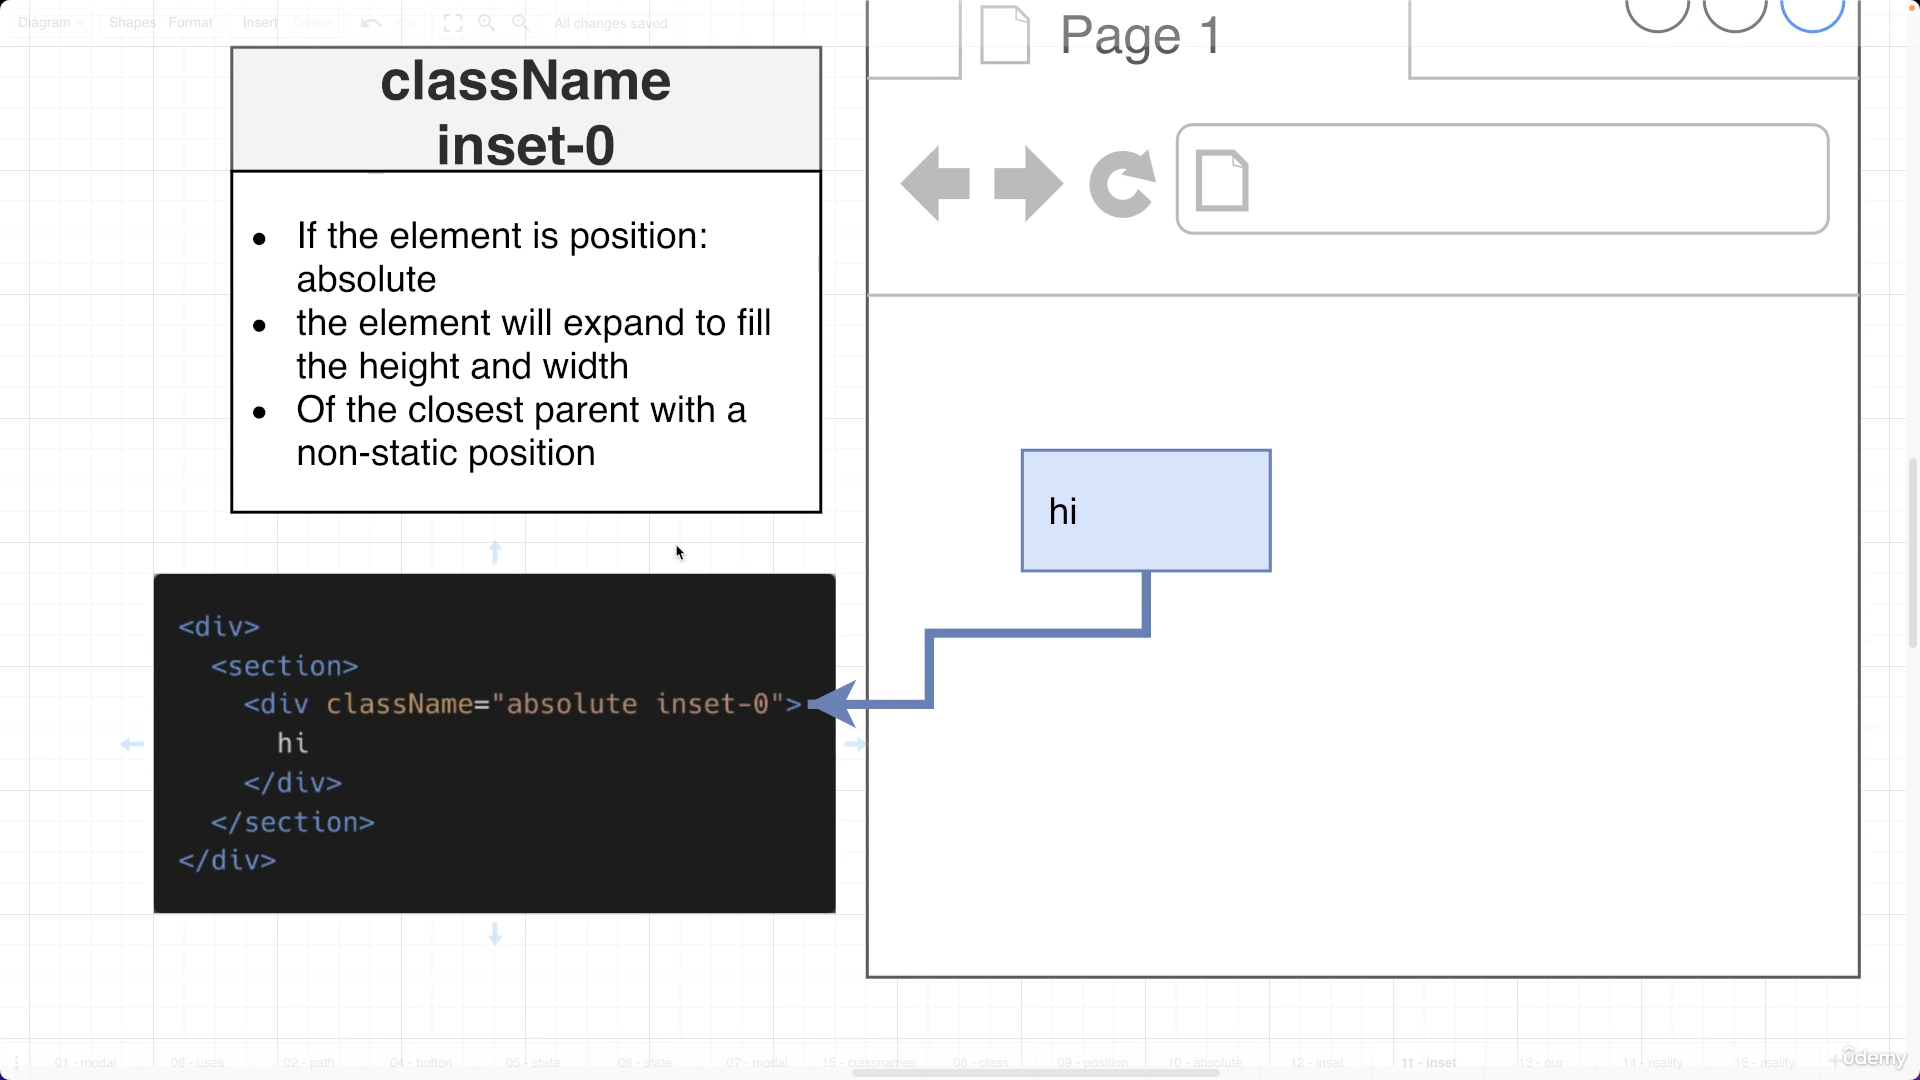 Diagram Shapes Format Insert Delete All changes saved
Page 1
className
inset-0
• If the element is position:
absolute
• the element will expand to fill
the height and width
• Of the closest parent with a
non-static position
hi
<div>
<section>
<div className="absolute inset-0">
hi
</div>
</section>
</div>
01 - modal 06 - uses 02 - path 04 - button 05 - state 06 - state 07 - modal 15 - classnames 08 - class 09 - position 10 - absolute 12 - inset 11 - inset 13 - our 14 - reality 16 - reality
ûdemy